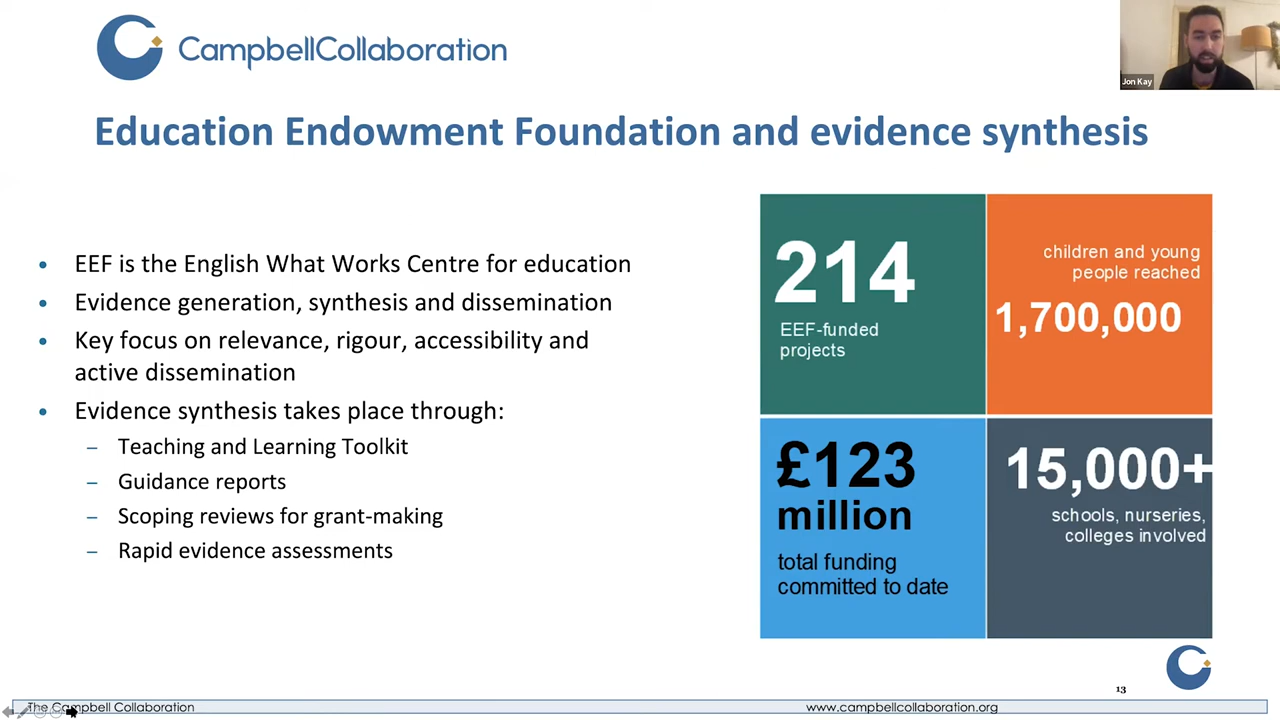 CampbellCollaboration
Jon Kay
Education Endowment Foundation and evidence synthesis
• EEF is the English What Works Centre for education
• Evidence generation, synthesis and dissemination
• Key focus on relevance, rigour, accessibility and
active dissemination
• Evidence synthesis takes place through:
– Teaching and Learning Toolkit
– Guidance reports
– Scoping reviews for grant-making
– Rapid evidence assessments
214
EEF-funded
projects
children and young
people reached
1,700,000
£123
million
total funding
committed to date
15,000+
schools, nurseries,
colleges involved
13
The Campbell Collaboration
www.campbellcollaboration.org